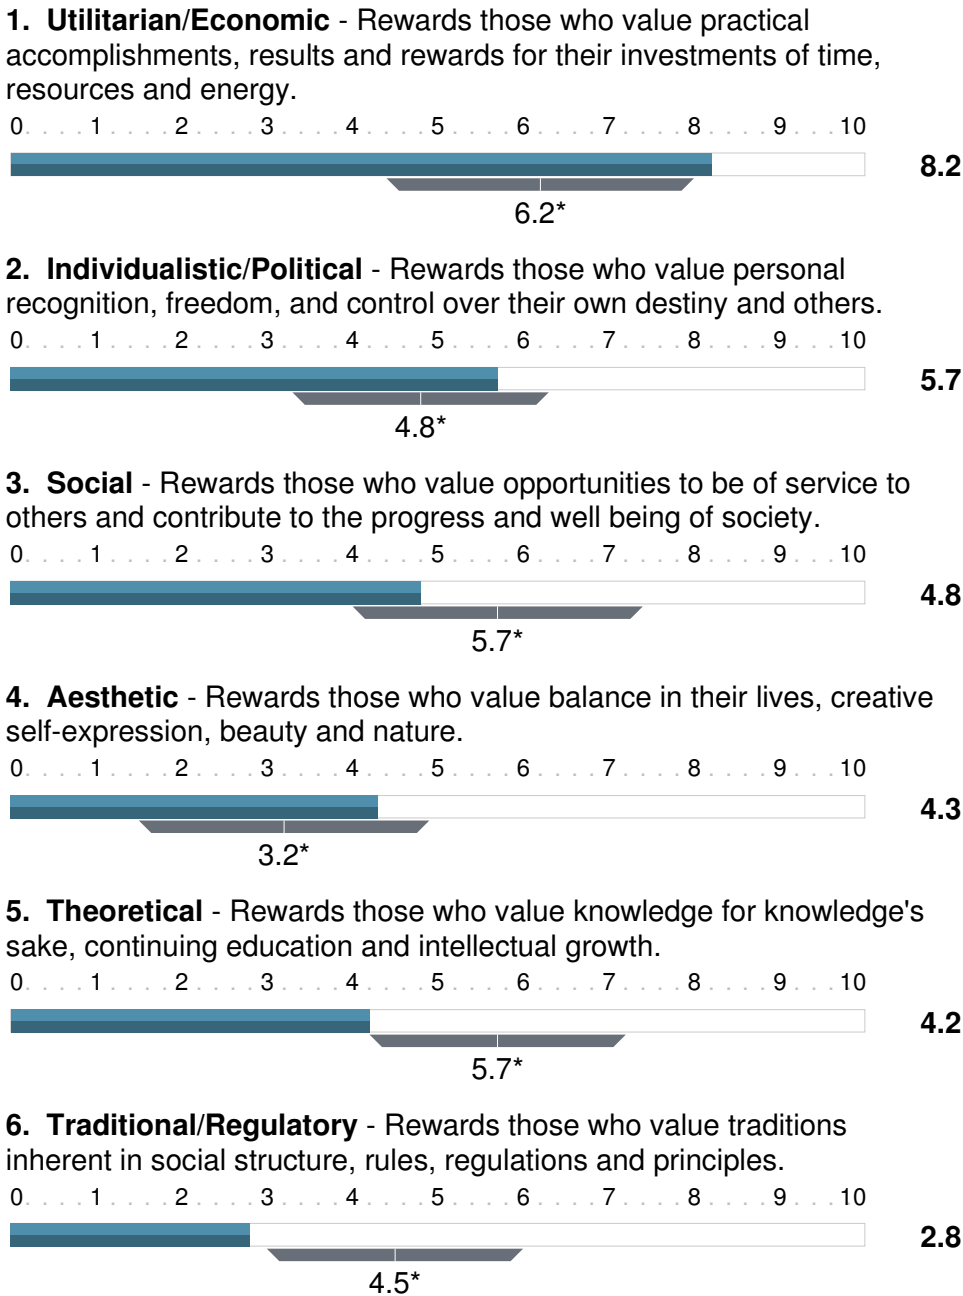 1. Utilitarian/Economic - Rewards those who value practical
accomplishments, results and rewards for their investments of time,
resources and energy.
0. . . . 1 . . . . 2 . . . . 3 . . . . 4 . . . . 5 . . . . 6 . . . . 7 . . . . 8 . . . . 9 . . . 10
8.2
6.2*
2. Individualistic/Political - Rewards those who value personal
recognition, freedom, and control over their own destiny and others.
0. . . . 1 . . . . 2 . . . . 3 . . . . 4 . . . . 5 . . . . 6 . . . . 7 . . . . 8 . . . . 9 . . . 10
5.7
4.8*
3. Social - Rewards those who value opportunities to be of service to
others and contribute to the progress and well being of society.
0. . . . 1 . . . . 2 . . . . 3 . . . . 4 . . . . 5 . . . . 6 . . . . 7 . . . . 8 . . . . 9 . . . 10
4.8
5.7*
4. Aesthetic - Rewards those who value balance in their lives, creative
self-expression, beauty and nature.
0. . . . 1 . . . . 2 . . . . 3 . . . . 4 . . . . 5 . . . . 6 . . . . 7 . . . . 8 . . . . 9 . . . 10
4.3
3.2*
5. Theoretical - Rewards those who value knowledge for knowledge's
sake, continuing education and intellectual growth.
0. . . . 1 . . . . 2 . . . . 3 . . . . 4 . . . . 5 . . . . 6 . . . . 7 . . . . 8 . . . . 9 . . . 10
4.2
5.7*
6. Traditional/Regulatory - Rewards those who value traditions
inherent in social structure, rules, regulations and principles.
0. . . . 1 . . . . 2 . . . . 3 . . . . 4 . . . . 5 . . . . 6 . . . . 7 . . . . 8 . . . . 9 . . . 10
2.8
4.5*